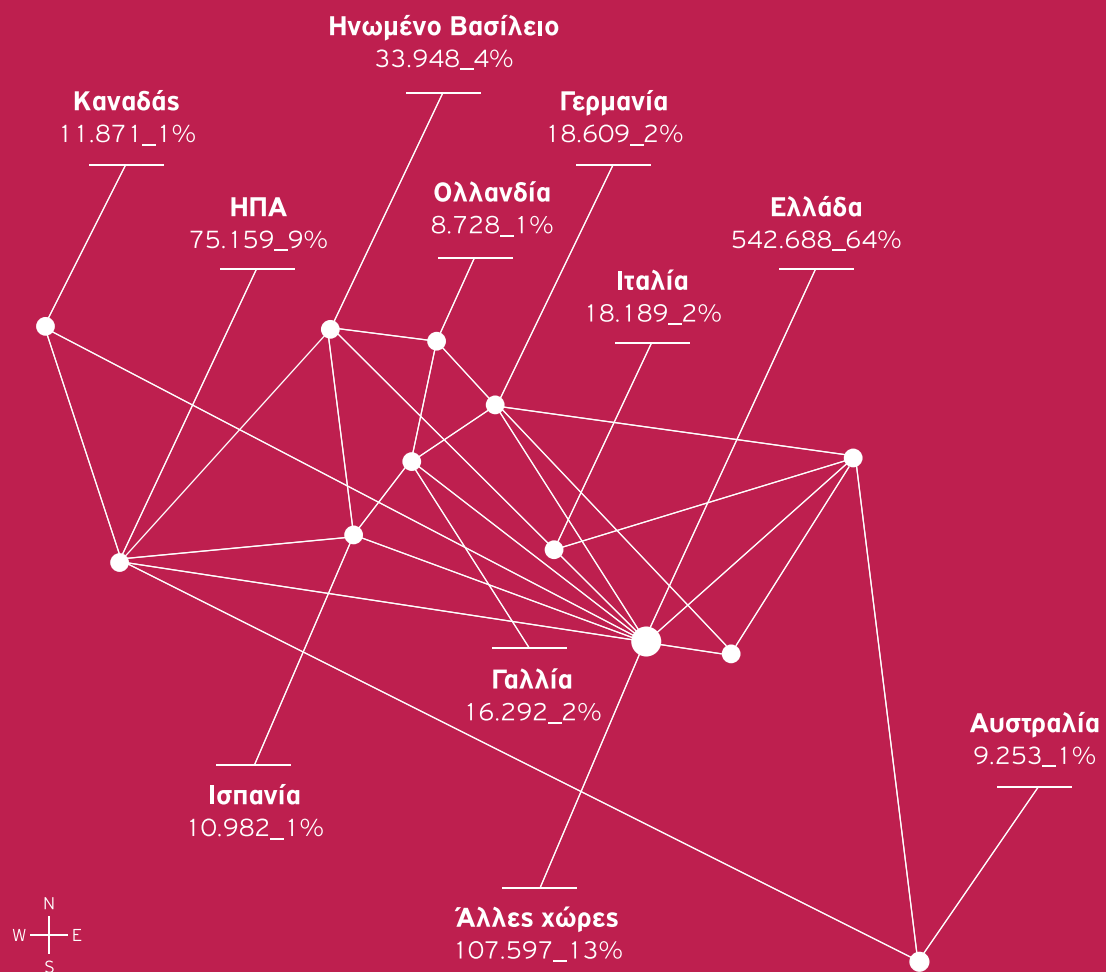 Ηνωμένο Βασίλειο
33.948_4%
Καναδάς
11.871_1%
Γερμανία
18.609_2%
Ολλανδία
8.728_1%
ΗΠΑ
75.159_9%
Ελλάδα
542.688_64%
Ιταλία
18.189_2%
Γαλλία
16.292_2%
Αυστραλία
9.253_1%
Ισπανία
10.982_1%
Άλλες χώρες
107.597_13%
N
W E
S